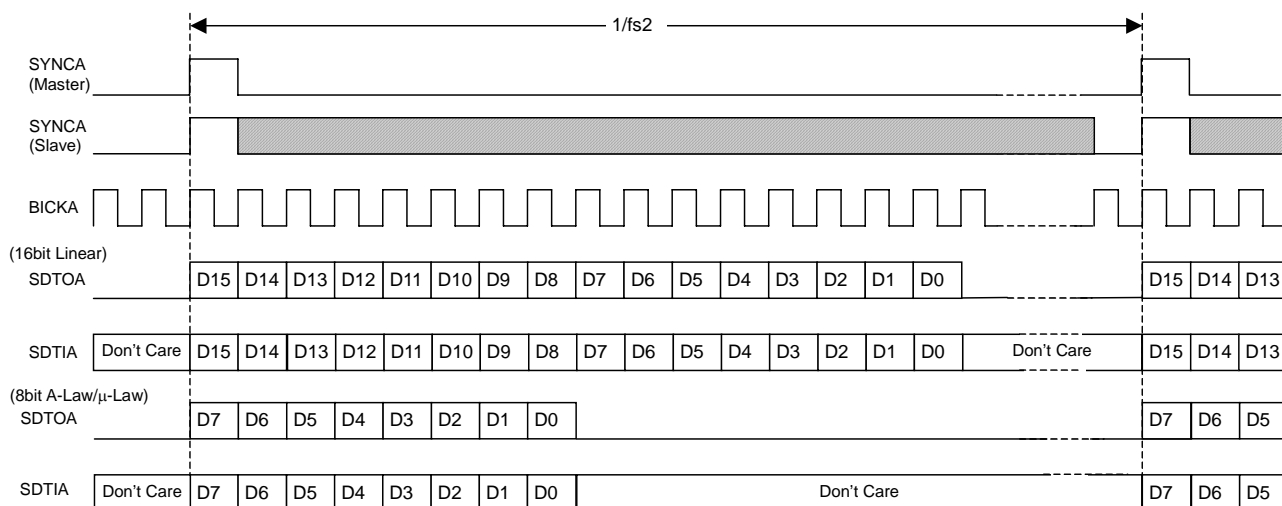 1/fs2
SYNCA
(Master)
SYNCA
(Slave)
BICKA
(16bit Linear)
SDTOA D15 D14 D13 D12 D11 D10 D9 D8 D7 D6 D5 D4 D3 D2 D1 D0 D15 D14 D13
SDTIA Don't Care D15 D14 D13 D12 D11 D10 D9 D8 D7 D6 D5 D4 D3 D2 D1 D0 Don't Care D15 D14 D13
(8bit A-Law/μ-Law)
SDTOA D7 D6 D5 D4 D3 D2 D1 D0 D7 D6 D5
SDTIA Don't Care D7 D6 D5 D4 D3 D2 D1 D0 Don't Care D7 D6 D5